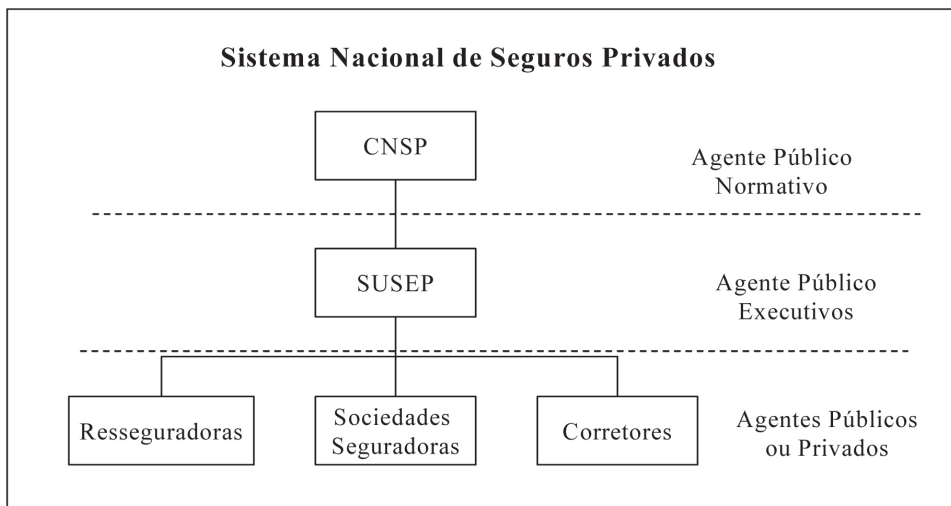 Sistema Nacional de Seguros Privados
CNSP
Agente Público
Normativo
SUSEP
Agente Público
Executivos
Resseguradoras
Sociedades
Seguradoras
Corretores
Agentes Públicos
ou Privados